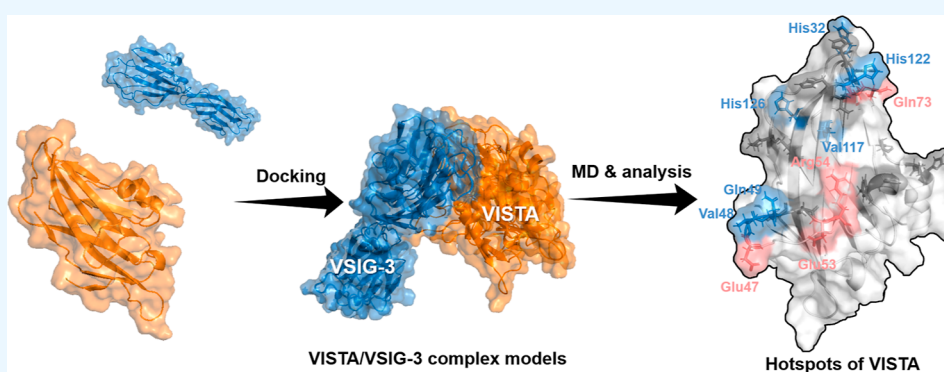 Docking
VSIG-3
VISTA
VISTA/VSIG-3 complex models
MD & analysis
His32
His122
Gln73
His126
Val117
Arg54
Gln49
Val48
Glu53
Glu47
Hotspots of VISTA